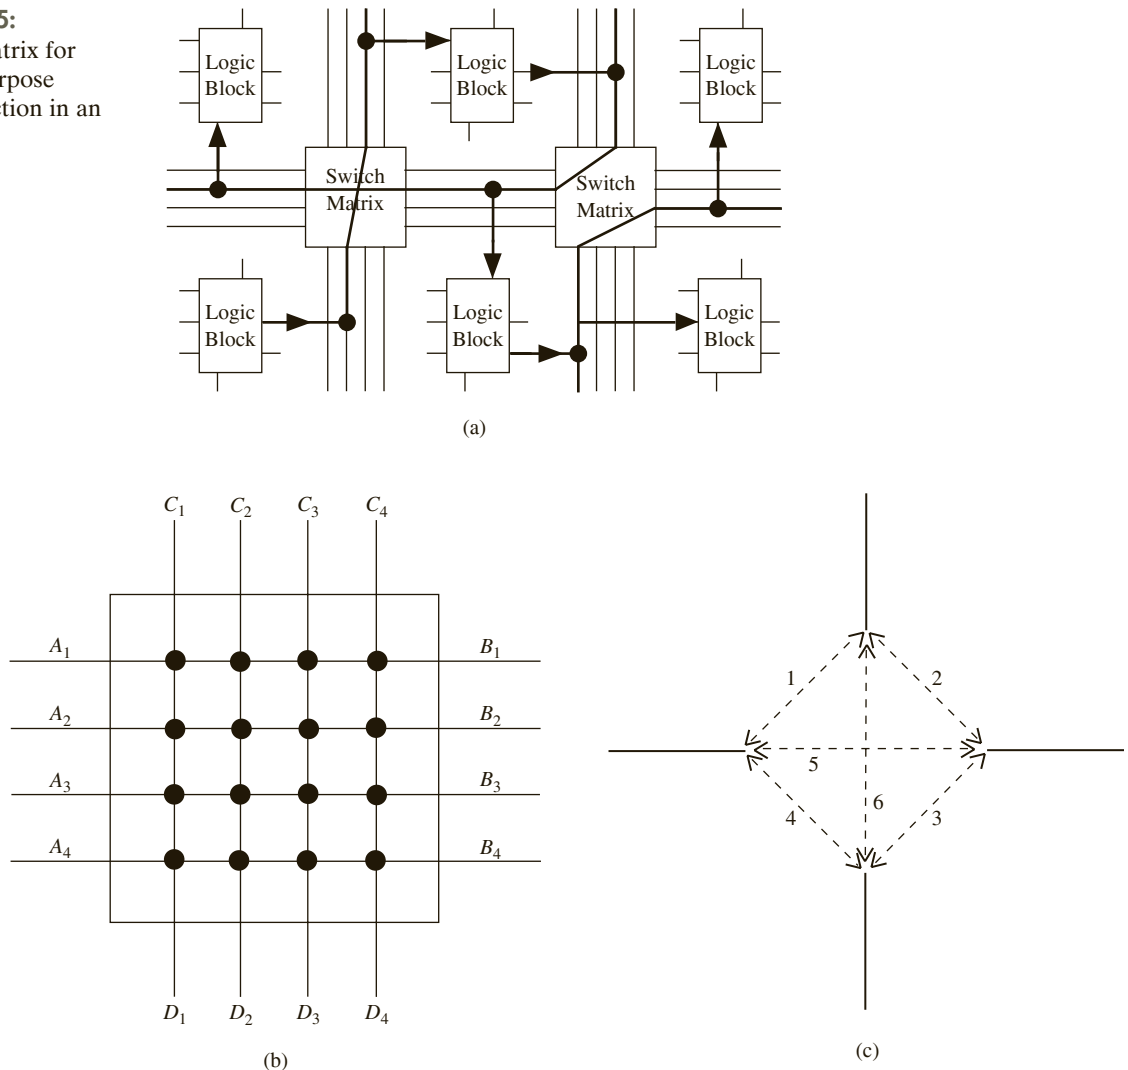 5:
atrix for
rpose
ction in an
Logic
Block
Logic
Block
Logic
Block
Switch
Matrix
Switch
Matrix
Logic
Block
Logic
Block
Logic
Block
(a)
C1 C2 C3 C4
A1 B1
A2 B2
A3 B3
A4 B4
D1 D2 D3 D4
(b)
1 2
5
6
4 3
(c)